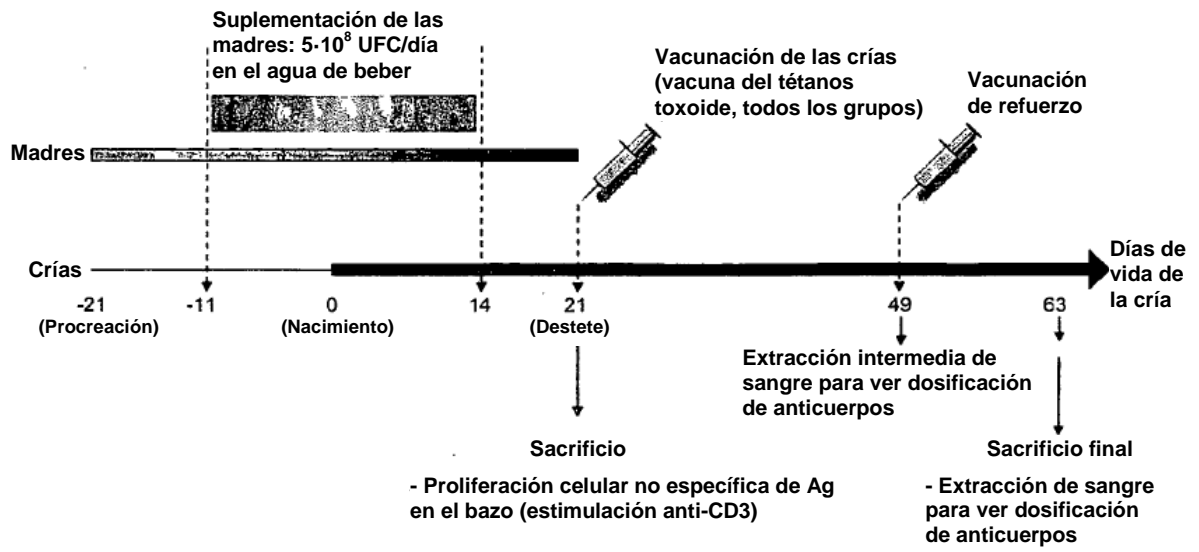 Suplementación de las
madres: 5·10⁸ UFC/día
en el agua de beber
Vacunación de las crías
(vacuna del tétanos
toxoide, todos los grupos)
Vacunación
de refuerzo
Madres
Crías
Días de
vida de
la cría
-21
-11
0
14
21
49
63
(Procreación)
(Nacimiento)
(Destete)
Extracción intermedia de
sangre para ver dosificación
de anticuerpos
Sacrificio
- Proliferación celular no específica de Ag
en el bazo (estimulación anti-CD3)
Sacrificio final
- Extracción de sangre
para ver dosificación
de anticuerpos